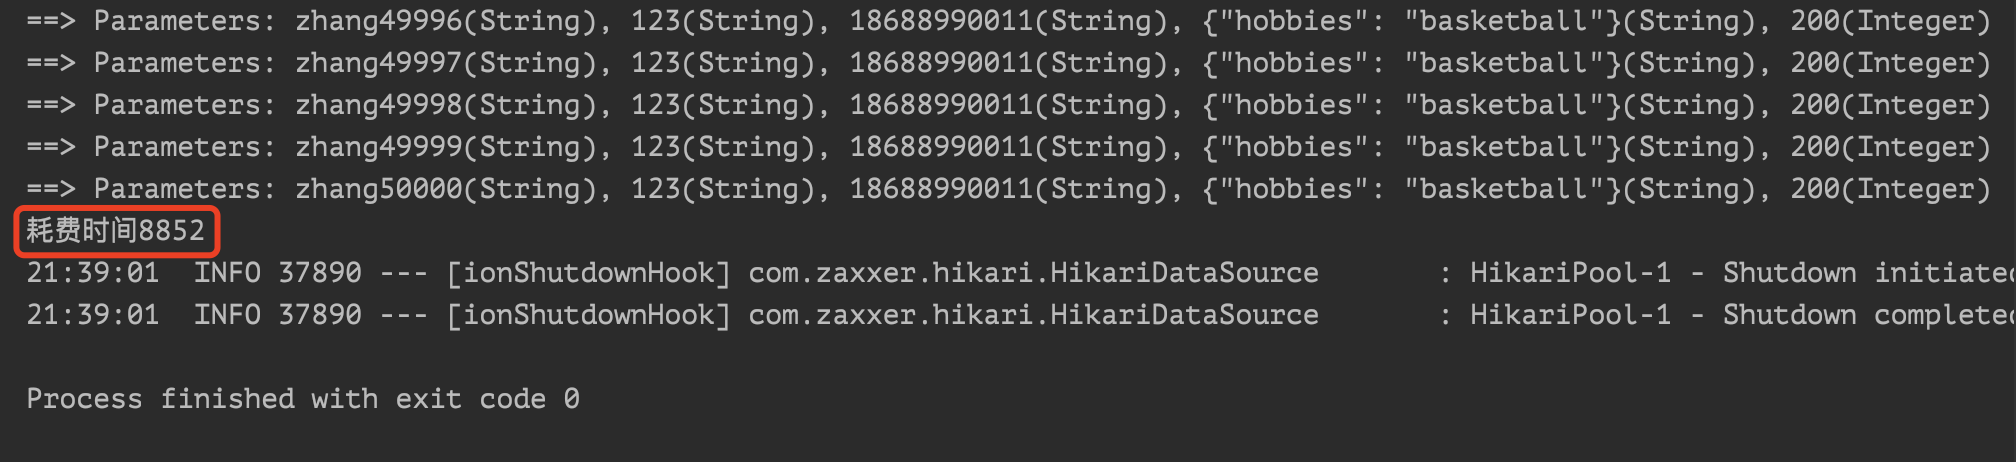 ==> Parameters: zhang49996(String), 123(String), 18688990011(String), {"hobbies": "basketball"}(String), 200(Integer)
==> Parameters: zhang49997(String), 123(String), 18688990011(String), {"hobbies": "basketball"}(String), 200(Integer)
==> Parameters: zhang49998(String), 123(String), 18688990011(String), {"hobbies": "basketball"}(String), 200(Integer)
==> Parameters: zhang49999(String), 123(String), 18688990011(String), {"hobbies": "basketball"}(String), 200(Integer)
==> Parameters: zhang50000(String), 123(String), 18688990011(String), {"hobbies": "basketball"}(String), 200(Integer)
耗费时间8852
21:39:01  INFO 37890 --- [ionShutdownHook] com.zaxxer.hikari.HikariDataSource       : HikariPool-1 - Shutdown initiated
21:39:01  INFO 37890 --- [ionShutdownHook] com.zaxxer.hikari.HikariDataSource       : HikariPool-1 - Shutdown completed
Process finished with exit code 0